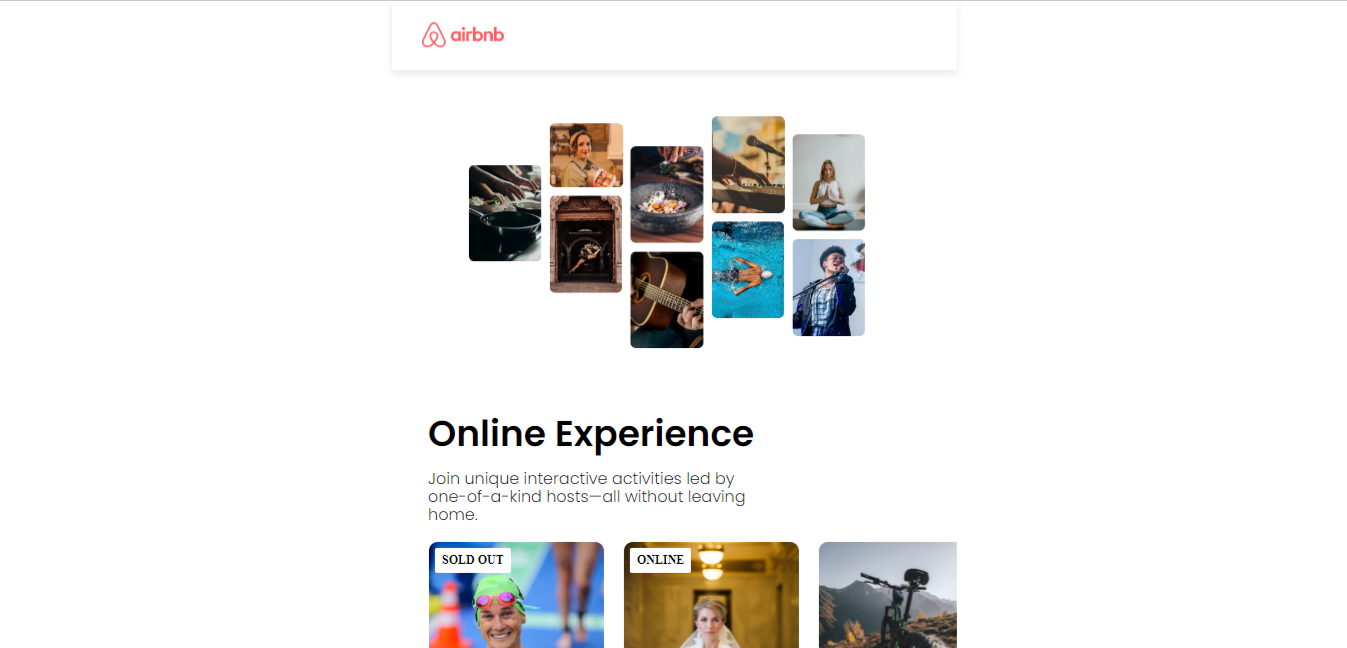 airbnb
Online Experience
Join unique interactive activities led by
one-of-a-kind hosts—all without leaving
home.
SOLD OUT
ONLINE